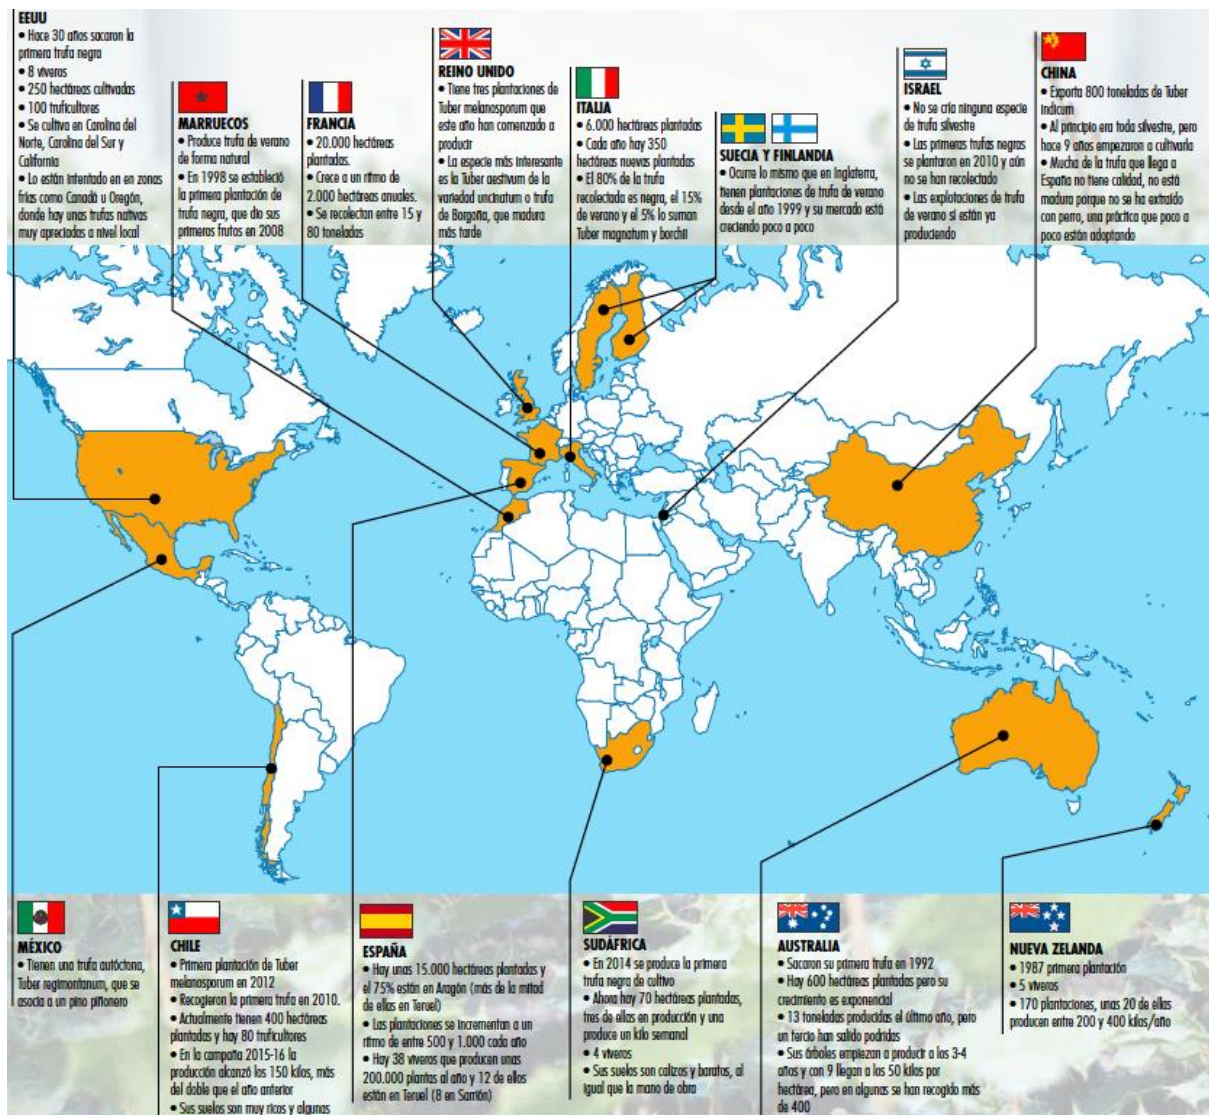 EEUU
• Hace 30 años sacaron la
primera trufa negra
• 8 viveros
• 250 hectáreas cultivadas
• 100 truficultores
• Se cultiva en Carolina del
Norte, Carolina del Sur y
California
• Lo están intentado en en zonas
frías como Canadá u Oregón,
donde hay unas trufas nativas
muy apreciadas a nivel local
MARRUECOS
• Produce trufa de verano
de forma natural
• En 1998 se estableció
la primera plantación de
trufa negra, que dio sus
primeros frutos en 2008
FRANCIA
• 20.000 hectáreas
plantadas.
• Crece a un ritmo de
2.000 hectáreas anuales.
• Se recolectan entre 15 y
80 toneladas
REINO UNIDO
• Tiene tres plantaciones de
Tuber melanosporum que
este año han comenzado a
producir
• La especie más interesante
es la Tuber aestivum de la
variedad uncinatum o trufa
de Borgoña, que madura
más tarde
ITALIA
• 6.000 hectáreas plantadas
• Cada año hay 350
hectáreas nuevas plantadas
• El 80% de la trufa
recolectada es negra, el 15%
de verano y el 5% lo suman
Tuber magnatum y borchii
SUECIA Y FINLANDIA
• Ocurre lo mismo que en Inglaterra,
tienen plantaciones de trufa de verano
desde el año 1999 y su mercado está
creciendo poco a poco
ISRAEL
• No se cría ninguna especie
de trufa silvestre
• Las primeras trufas negras
se plantaron en 2010 y aún
no se han recolectado
• Las explotaciones de trufa
de verano sí están ya
produciendo
CHINA
• Exporta 800 toneladas de Tuber
indicum
• Al principio era toda silvestre, pero
hace 9 años empezaron a cultivarla
• Mucha de la trufa que llega a
España no tiene calidad, no está
madura porque no se ha extraído
con perro, una práctica que poco a
poco están adoptando
MÉXICO
• Tienen una trufa autóctona,
Tuber regimontanum, que se
asocia a un pino piñonero
CHILE
• Primera plantación de Tuber
melanosporum en 2012
• Recogieron la primera trufa en 2010.
• Actualmente tienen 400 hectáreas
plantadas y hay 80 truficultores
• En la campaña 2015-16 la
producción alcanzó los 150 kilos, más
del doble que el año anterior
• Sus suelos son muy ricos y algunas
ESPAÑA
• Hay unas 15.000 hectáreas plantadas y
el 75% están en Aragón (más de la mitad
de ellas en Teruel)
• Las plantaciones se incrementan a un
ritmo de entre 500 y 1.000 cada año
• Hay 38 viveros que producen unas
200.000 plantas al año y 12 de ellos
están en Teruel (8 en Sarrión)
SUDÁFRICA
• En 2014 se produce la primera
trufa negra de cultivo
• Ahora hay 70 hectáreas plantadas,
tres de ellas en producción y una
produce un kilo semanal
• 4 viveros
• Sus suelos son calizos y baratos, al
igual que la mano de obra
AUSTRALIA
• Sacaron su primera trufa en 1992
• Hay 600 hectáreas plantadas pero su
crecimiento es exponencial
• 13 toneladas producidas el último año, pero
un tercio han salido podridas
• Sus árboles empiezan a producir a los 3-4
años y con 9 llegan a los 50 kilos por
hectárea, pero en algunas se han recogido más
de 400
NUEVA ZELANDA
• 1987 primera plantación
• 5 viveros
• 170 plantaciones, unas 20 de ellas
producen entre 200 y 400 kilos/año